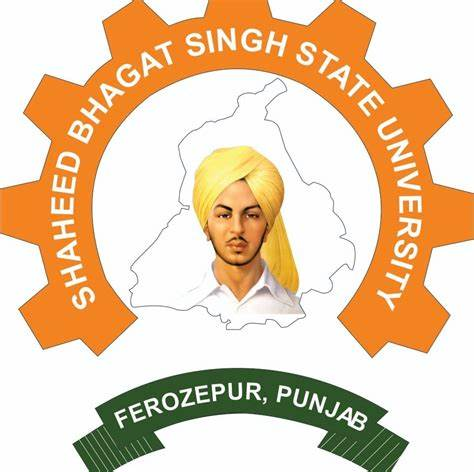 SHAHEED BHAGAT SINGH STATE UNIVERSITY
FEROZEPUR, PUNJAB